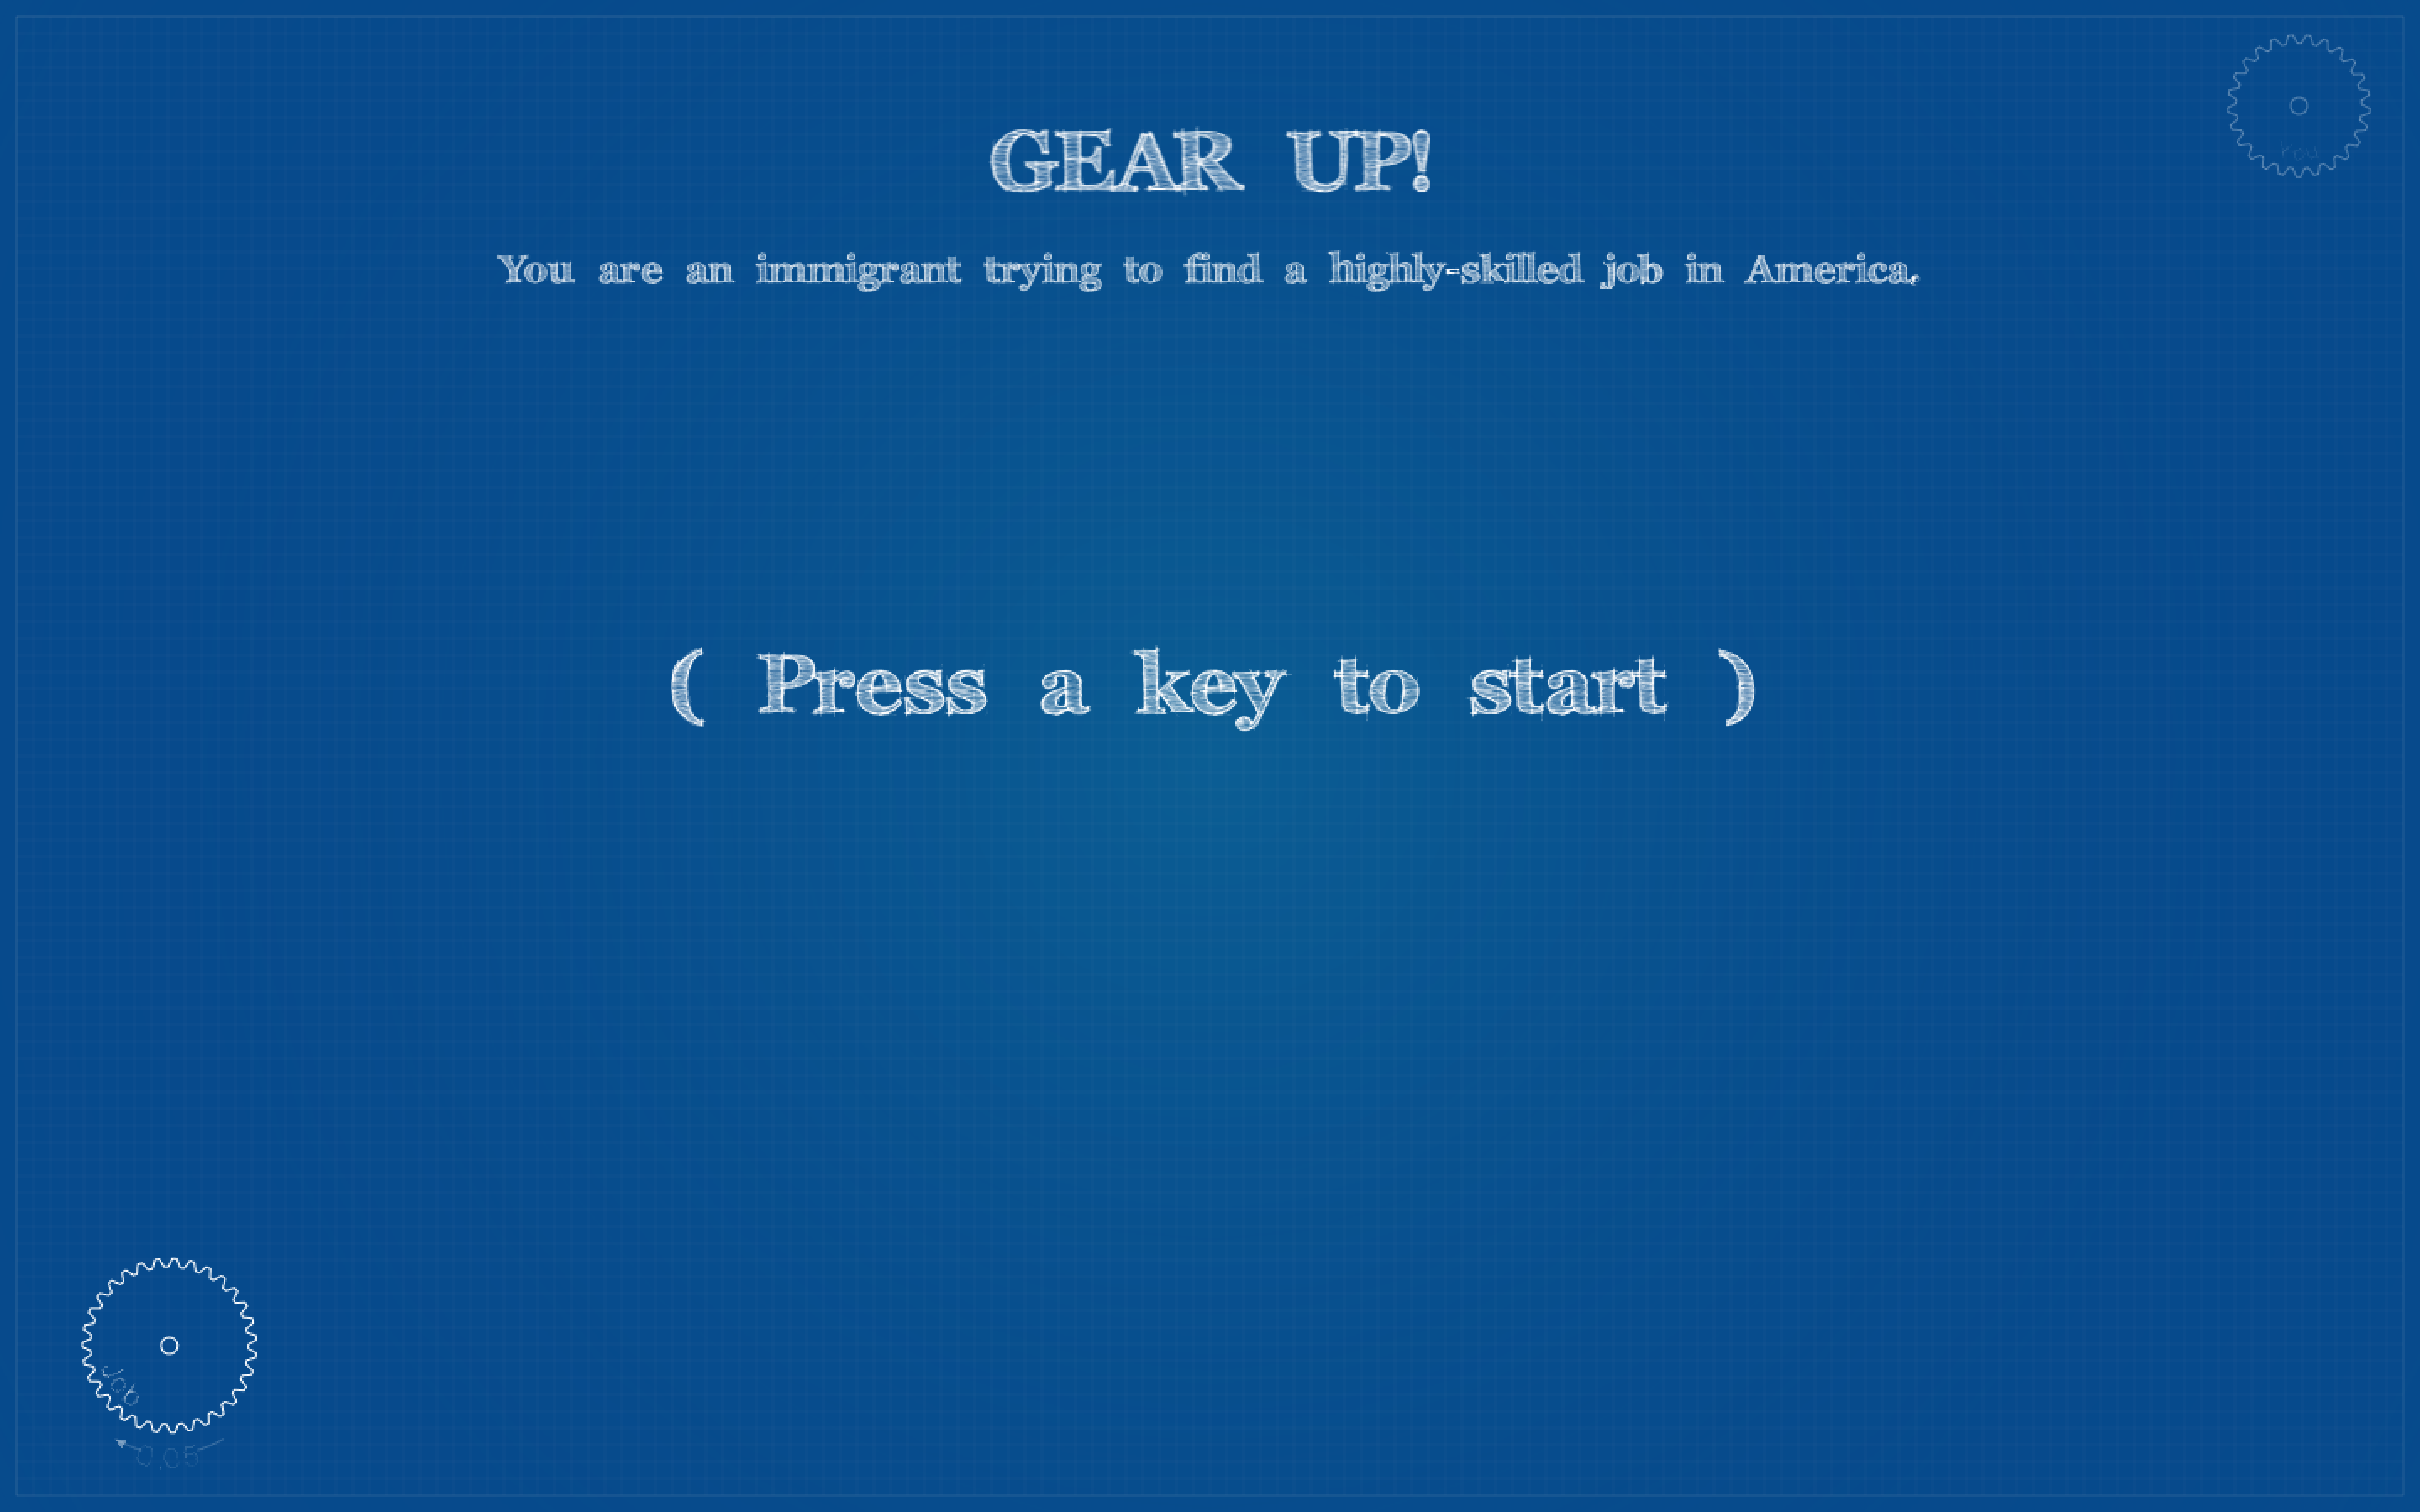 You
GEAR UP!
You are an immigrant trying to find a highly-skilled job in America.
( Press a key to start )
Job
0.05